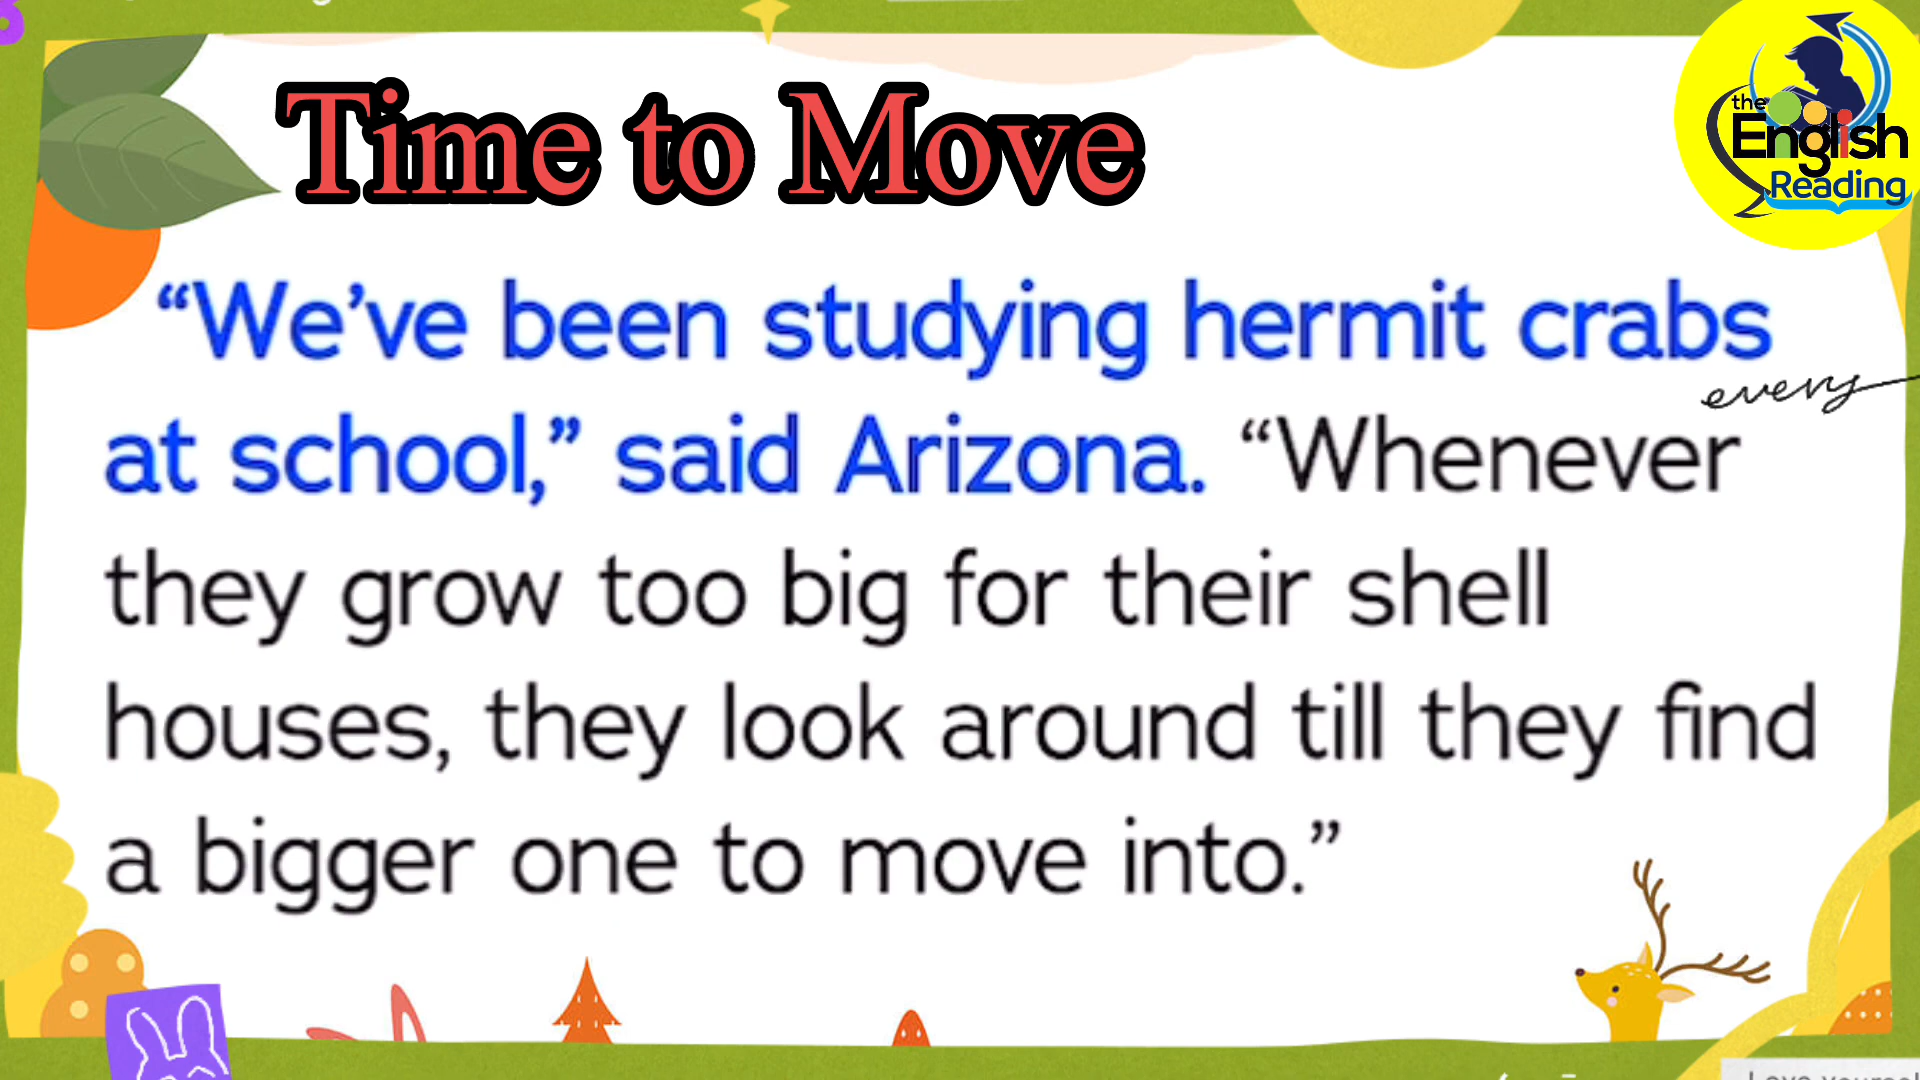 Time to Move
the
English
Reading
“We’ve been studying hermit crabs
every
at school,” said Arizona. “Whenever
they grow too big for their shell
houses, they look around till they find
a bigger one to move into.”